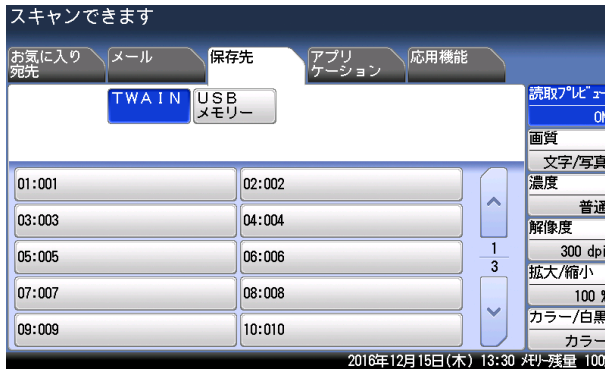 スキャンできます
お気に入り
宛先
メール
保存先
アプリ
ケーション
応用機能
TWAIN
USB
メモリー
01:001
02:002
03:003
04:004
05:005
06:006
07:007
08:008
09:009
10:010
1
3
読取プレビュー
ON
画質
文字/写真
濃度
普通
解像度
300 dpi
拡大/縮小
100 %
カラー/白黒
カラー
2016年12月15日(木) 13:30 メモリー残量 100